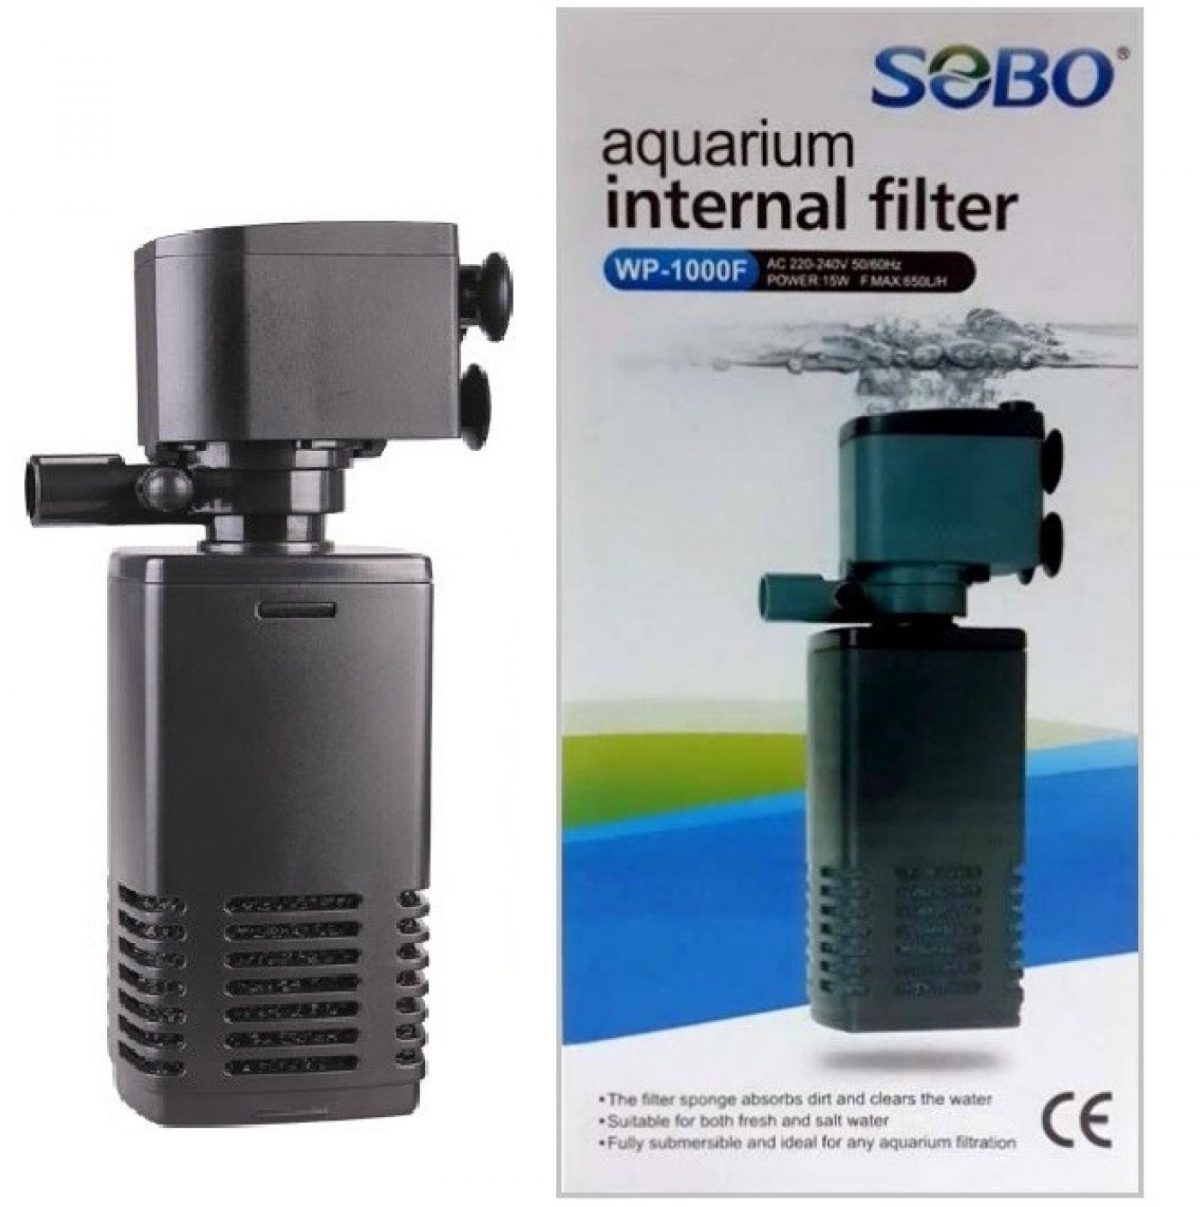 SOBO®
aquarium
internal filter
WP-1000F
AC 220-240V 50/60Hz
POWER:15W F.MAX:650L/H
•The filter sponge absorbs dirt and clears the water
•Suitable for both fresh and salt water
•Fully submersible and ideal for any aquarium filtration
CE